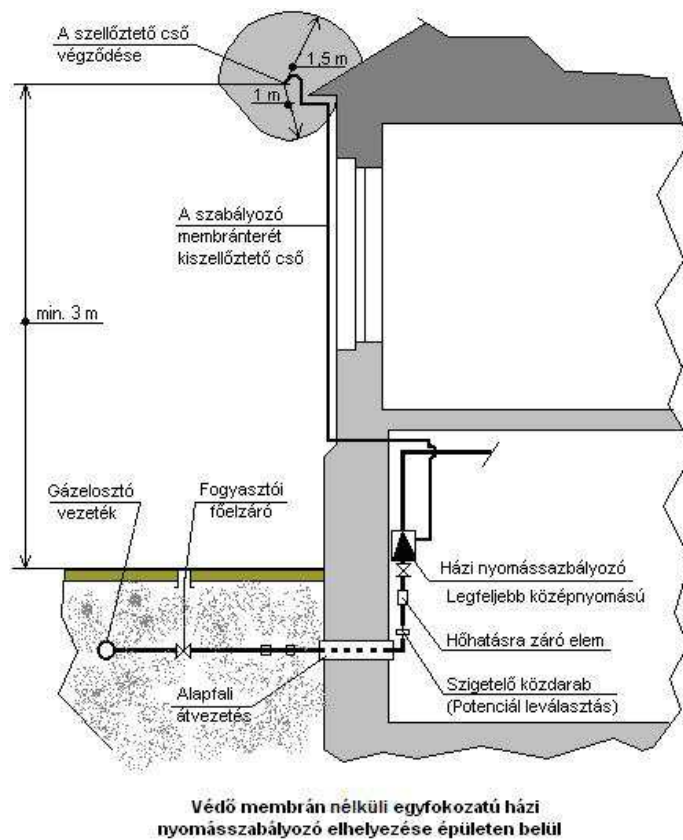 A szellőztető cső
végződése
1,5 m
1 m
A szabályozó
membránterét
kiszellőztető cső
min. 3 m
Gázelosztó
vezeték
Fogyasztói
főelzáró
Házi nyomássazbályozó
Legfeljebb középnyomású
Hőhatásra záró elem
Alapfali
átvezetés
Szigetelő közdarab
(Potenciál leválasztás)
Védő membrán nélküli egyfokozatú házi
nyomásszabályozó elhelyezése épületen belül